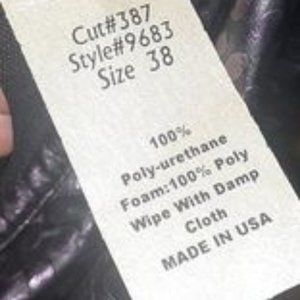 Cut#387
Style#9683
Size 38
100%
Poly-urethane
Foam:100% Poly
Wipe With Damp
Cloth
MADE IN USA